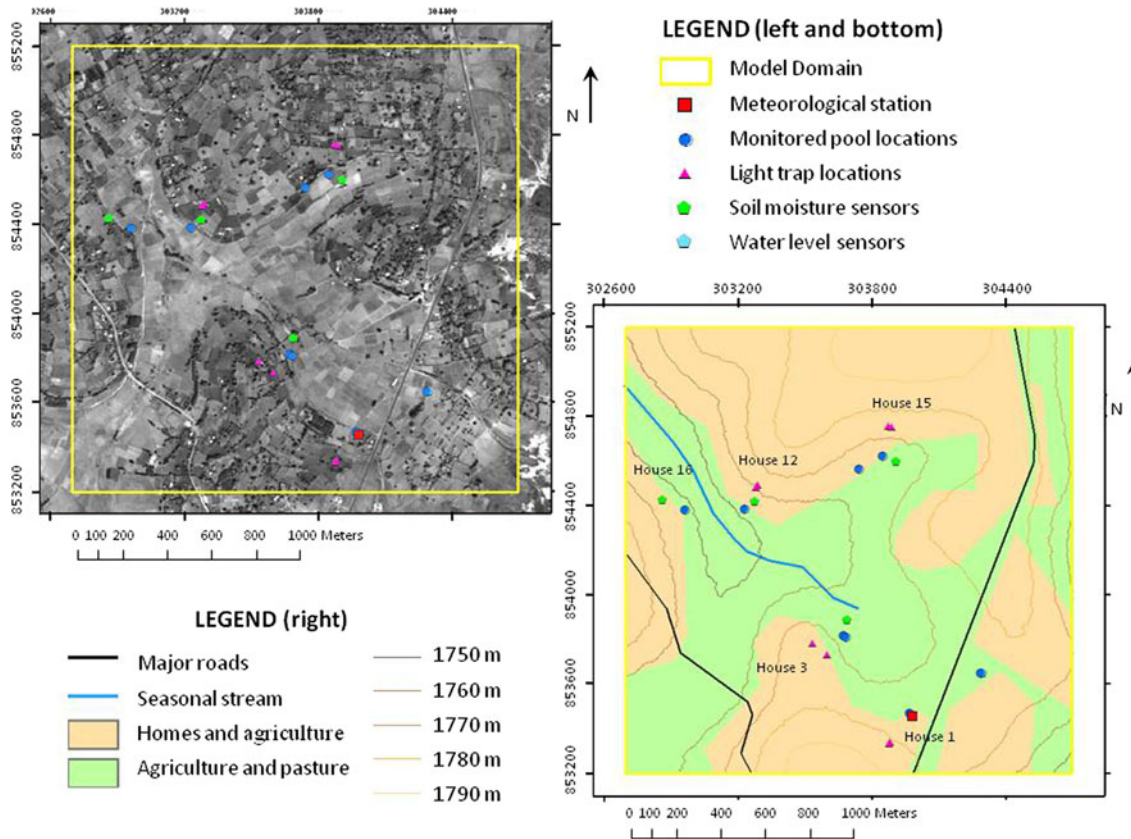 302600 303200 303800 304400
855200
854800
854400
854000
853600
853200
0 100 200 400 600 800 1000 Meters
N
LEGEND (left and bottom)
Model Domain
Meteorological station
Monitored pool locations
Light trap locations
Soil moisture sensors
Water level sensors
LEGEND (right)
Major roads
Seasonal stream
Homes and agriculture
Agriculture and pasture
1750 m
1760 m
1770 m
1780 m
1790 m
302600 303200 303800 304400
855200
854800
854400
854000
853600
853200
House 15
House 12
House 16
House 3
House 1
N
0 100 200 400 600 800 1000 Meters